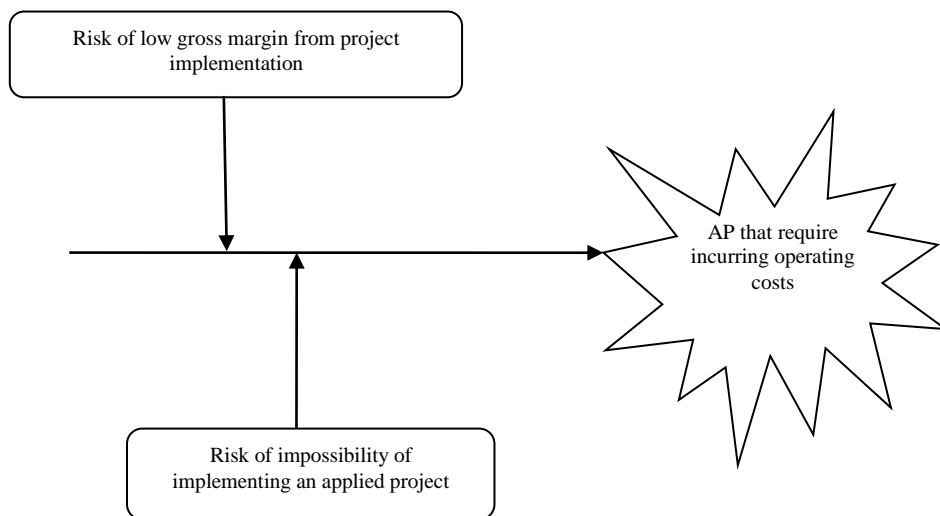 Risk of low gross margin from project
implementation
AP that require
incurring operating
costs
Risk of impossibility of
implementing an applied project